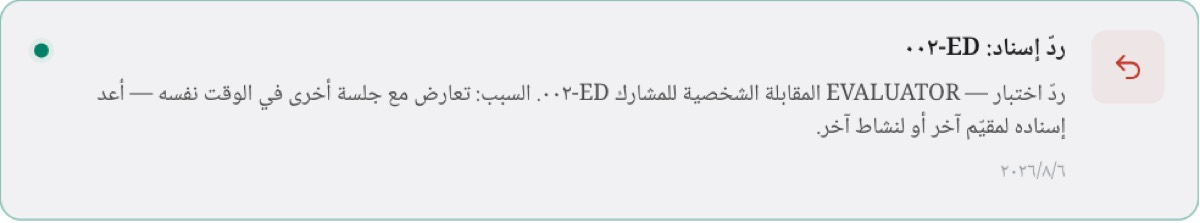 ردّ إسناد: ED-٠٠٢
ردّ اختبار — EVALUATOR المقابلة الشخصية للمشارك ED-٠٠٢. السبب: تعارض مع جلسة أخرى في الوقت نفسه — أعد
إسناده لمقيّم آخر أو لنشاط آخر.
٢٠٢٦/٨/٦